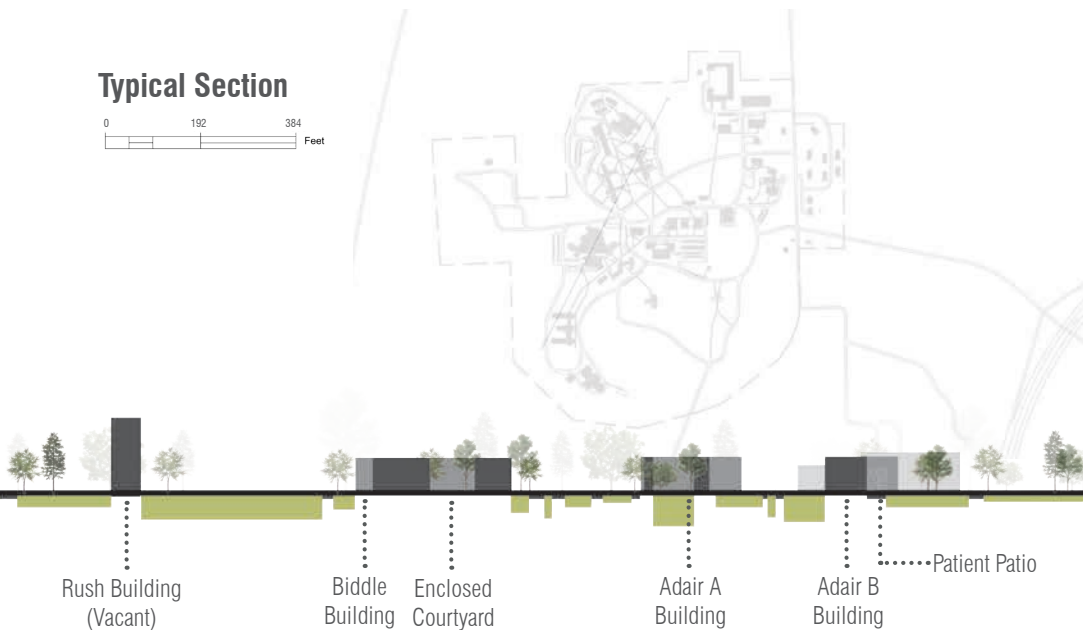 Typical Section
0 192 384
Feet
Rush Building
(Vacant)
Biddle
Building
Enclosed
Courtyard
Adair A
Building
Adair B
Building
Patient Patio